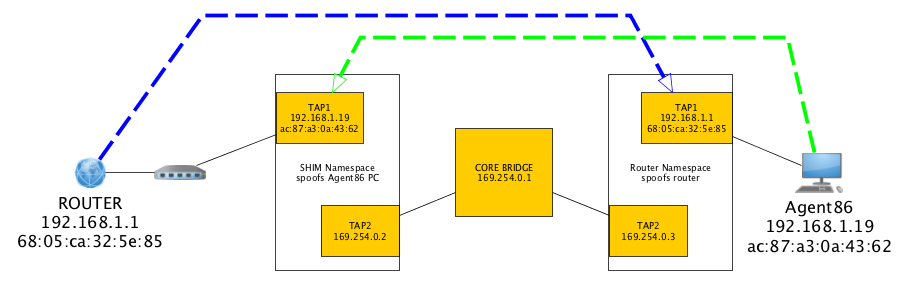 TAP1
192.168.1.19
ac:87:a3:0a:43:62
TAP1
192.168.1.1
68:05:ca:32:5e:85
SHIM Namespace
spoofs Agent86 PC
CORE BRIDGE
169.254.0.1
Router Namespace
spoofs router
ROUTER
192.168.1.1
68:05:ca:32:5e:85
Agent86
192.168.1.19
ac:87:a3:0a:43:62
TAP2
169.254.0.2
TAP2
169.254.0.3